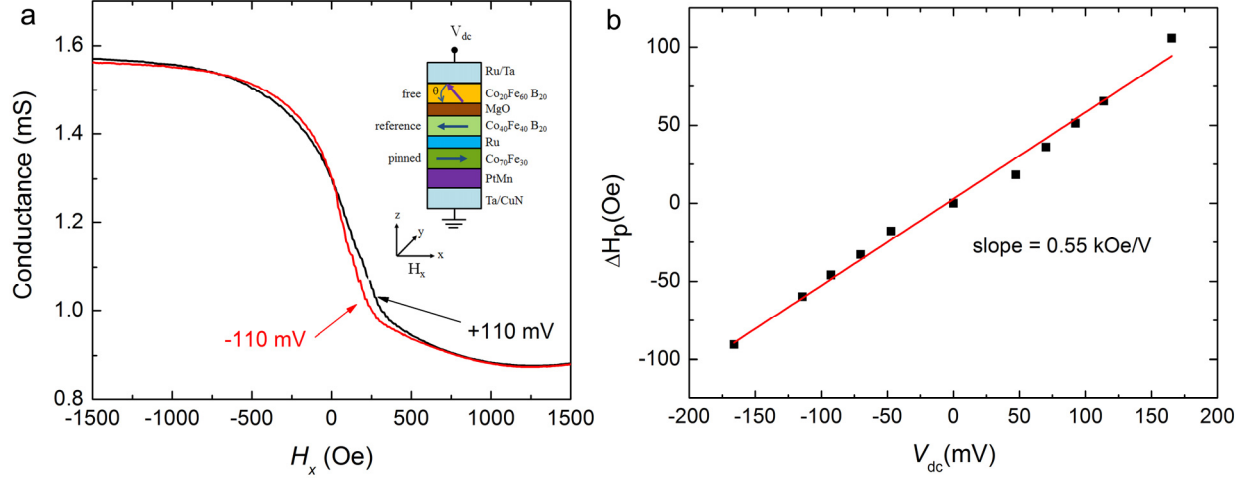 a
Conductance (mS)
1.6
1.4
1.2
1.0
0.8
-1500 -1000 -500 0 500 1000 1500
Hₓ (Oe)
+110 mV
-110 mV
V_dc
Ru/Ta
free
θ
Co₂₀Fe₆₀ B₂₀
MgO
reference
Co₄₀Fe₄₀ B₂₀
Ru
pinned
Co₇₀Fe₃₀
PtMn
Ta/CuN
z
y
x
Hₓ
b
ΔHp(Oe)
100
50
0
-50
-100
-200 -150 -100 -50 0 50 100 150 200
V_dc(mV)
slope = 0.55 kOe/V